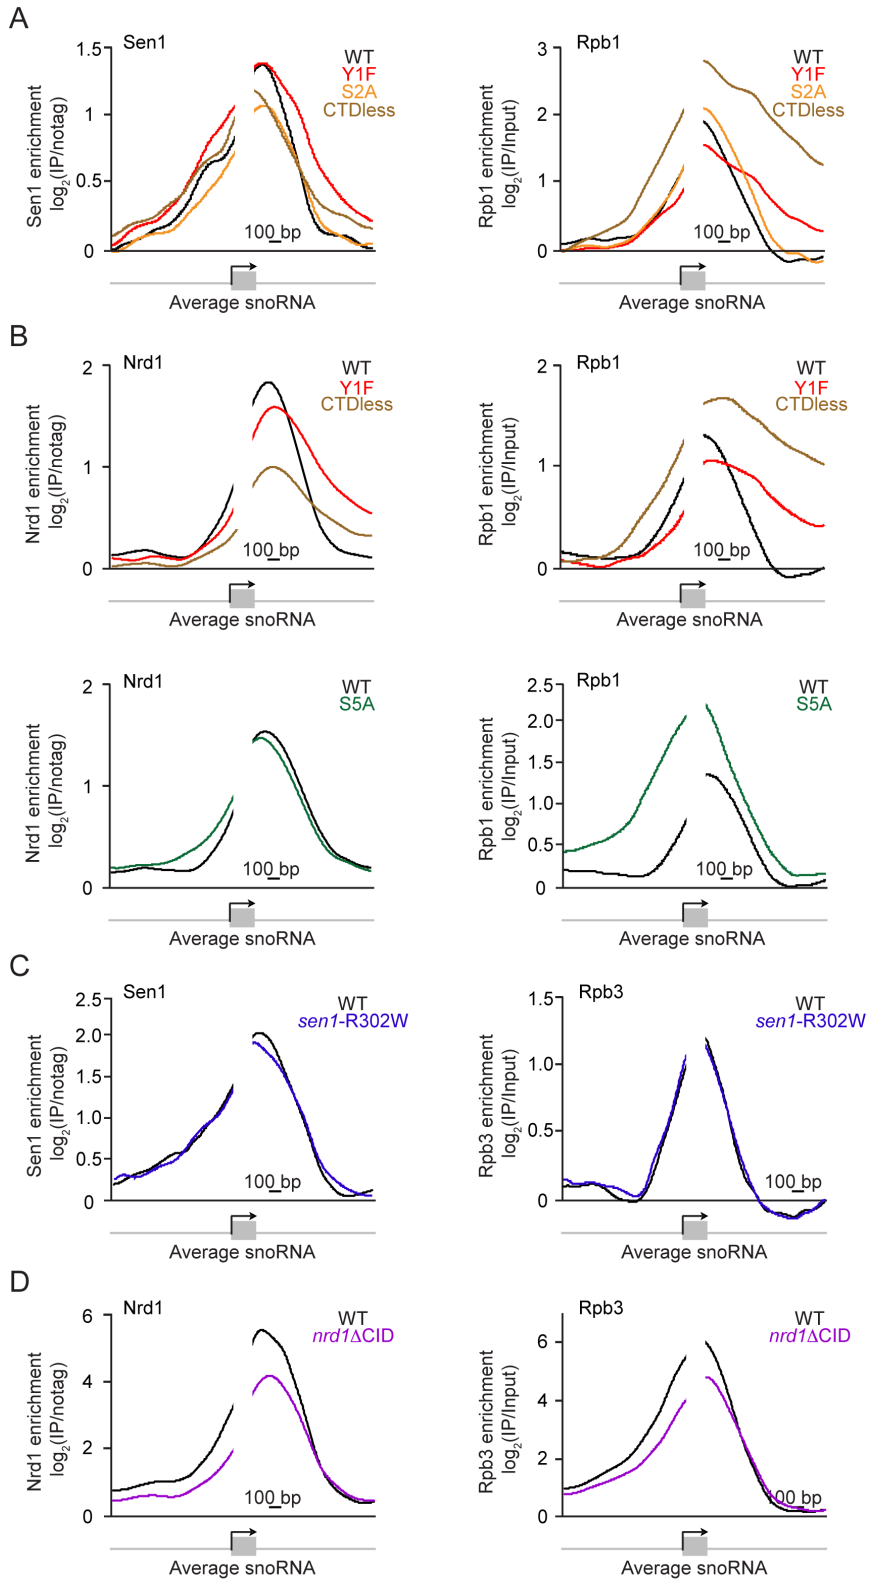 A
Sen1
WT
Y1F
S2A
CTDless
Sen1 enrichment
log2(IP/notag)
1.5
1
0.5
0
100 bp
Average snoRNA
Rpb1
WT
Y1F
S2A
CTDless
Rpb1 enrichment
log2(IP/Input)
3
2
1
0
100 bp
Average snoRNA
B
Nrd1
WT
Y1F
CTDless
Nrd1 enrichment
log2(IP/notag)
2
1
0
100 bp
Average snoRNA
Rpb1
WT
Y1F
CTDless
Rpb1 enrichment
log2(IP/Input)
2
1
0
100 bp
Average snoRNA
Nrd1
WT
S5A
Nrd1 enrichment
log2(IP/notag)
2
1
0
100 bp
Average snoRNA
Rpb1
WT
S5A
Rpb1 enrichment
log2(IP/Input)
2.5
2.0
1.5
1.0
0.5
0
100 bp
Average snoRNA
C
Sen1
WT
sen1-R302W
Sen1 enrichment
log2(IP/notag)
2.5
2.0
1.5
1.0
0.5
0
100 bp
Average snoRNA
Rpb3
WT
sen1-R302W
Rpb3 enrichment
log2(IP/Input)
1.5
1.0
0.5
0
100 bp
Average snoRNA
D
Nrd1
WT
nrd1ΔCID
Nrd1 enrichment
log2(IP/notag)
6
4
2
0
100 bp
Average snoRNA
Rpb3
WT
nrd1ΔCID
Rpb3 enrichment
log2(IP/Input)
6
4
2
0
100 bp
Average snoRNA